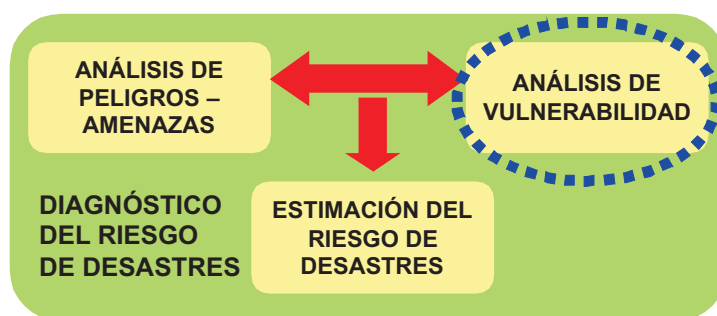 ANÁLISIS DE
PELIGROS –
AMENAZAS
ANÁLISIS DE
VULNERABILIDAD
DIAGNÓSTICO
DEL RIESGO
DE DESASTRES
ESTIMACIÓN DEL
RIESGO DE
DESASTRES